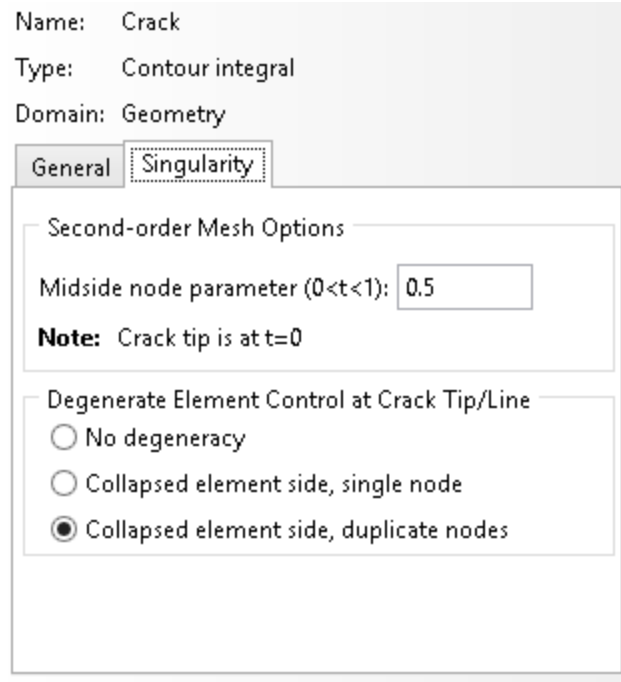 Name: Crack
Type: Contour integral
Domain: Geometry
General Singularity
Second-order Mesh Options
Midside node parameter (0<t<1): 0.5
Note: Crack tip is at t=0
Degenerate Element Control at Crack Tip/Line
No degeneracy
Collapsed element side, single node
Collapsed element side, duplicate nodes